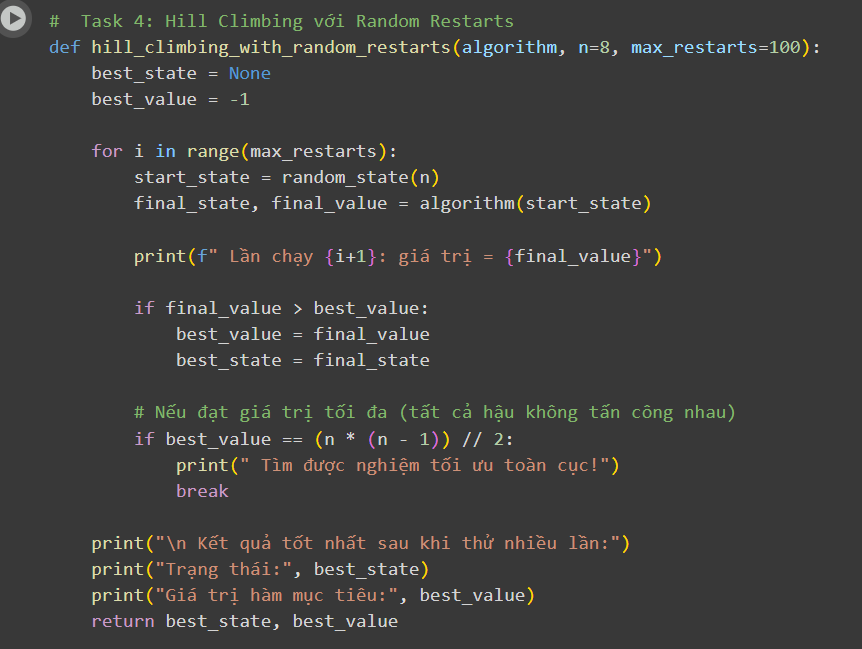 #  Task 4: Hill Climbing với Random Restarts
def hill_climbing_with_random_restarts(algorithm, n=8, max_restarts=100):
    best_state = None
    best_value = -1

    for i in range(max_restarts):
        start_state = random_state(n)
        final_state, final_value = algorithm(start_state)

        print(f" Lần chạy {i+1}: giá trị = {final_value}")

        if final_value > best_value:
            best_value = final_value
            best_state = final_state

        # Nếu đạt giá trị tối đa (tất cả hậu không tấn công nhau)
        if best_value == (n * (n - 1)) // 2:
            print(" Tìm được nghiệm tối ưu toàn cục!")
            break

    print("\n Kết quả tốt nhất sau khi thử nhiều lần:")
    print("Trạng thái:", best_state)
    print("Giá trị hàm mục tiêu:", best_value)
    return best_state, best_value